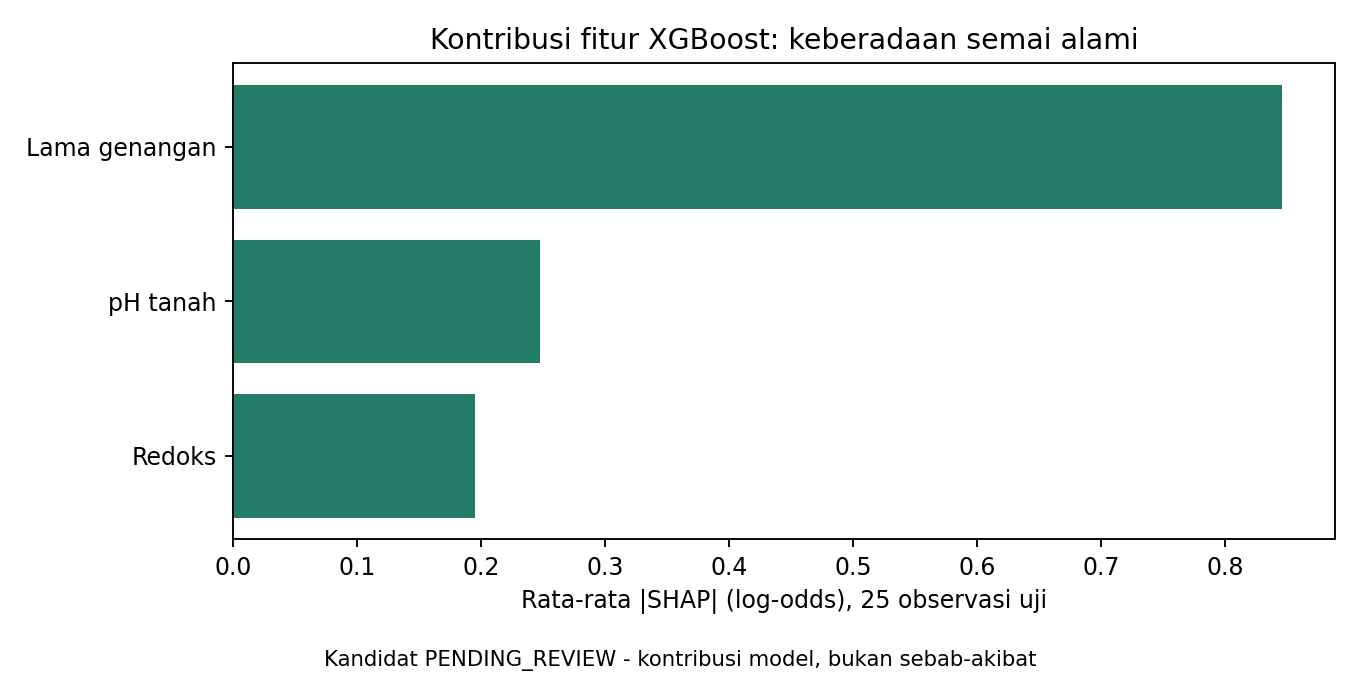 Kontribusi fitur XGBoost: keberadaan semai alami
Lama genangan
pH tanah
Redoks
0.0 0.1 0.2 0.3 0.4 0.5 0.6 0.7 0.8
Rata-rata |SHAP| (log-odds), 25 observasi uji
Kandidat PENDING_REVIEW - kontribusi model, bukan sebab-akibat